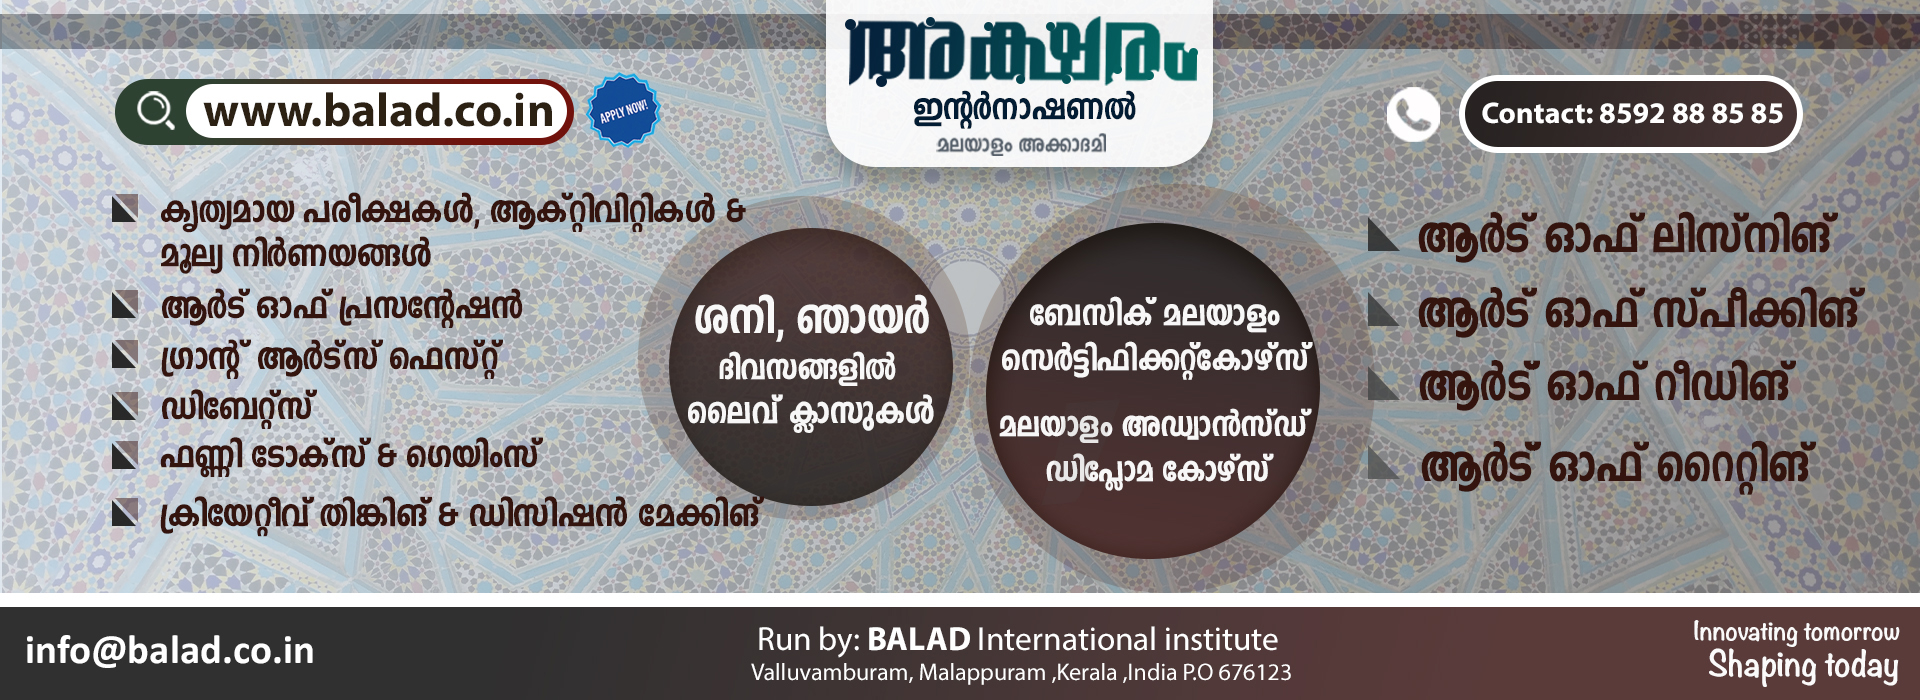 അക്ഷരം
ഇന്റർനാഷണൽ
മലയാളം അക്കാദമി
www.balad.co.in
APPLY NOW!
Contact: 8592 88 85 85
കൃത്യമായ പരീക്ഷകൾ, ആക്റ്റിവിറ്റികൾ &
മൂല്യ നിർണയങ്ങൾ
ആർട് ഓഫ് പ്രസന്റേഷൻ
ഗ്രാന്റ് ആർട്സ് ഫെസ്റ്റ്
ഡിബേറ്റ്സ്
ഫണ്ണി ടോക്സ് & ഗെയിംസ്
ക്രിയേറ്റീവ് തിങ്കിങ് & ഡിസിഷൻ മേക്കിങ്
ശനി, ഞായർ
ദിവസങ്ങളിൽ
ലൈവ് ക്ലാസുകൾ
ബേസിക് മലയാളം
സെർട്ടിഫിക്കറ്റ്കോഴ്സ്
മലയാളം അഡ്വാൻസ്ഡ്
ഡിപ്ലോമ കോഴ്സ്
ആർട് ഓഫ് ലിസ്നിങ്
ആർട് ഓഫ് സ്പീക്കിങ്
ആർട് ഓഫ് റീഡിങ്
ആർട് ഓഫ് റൈറ്റിങ്
info@balad.co.in
Run by: BALAD International institute
Valluvamburam, Malappuram ,Kerala ,India P.O 676123
Innovating tomorrow
Shaping today